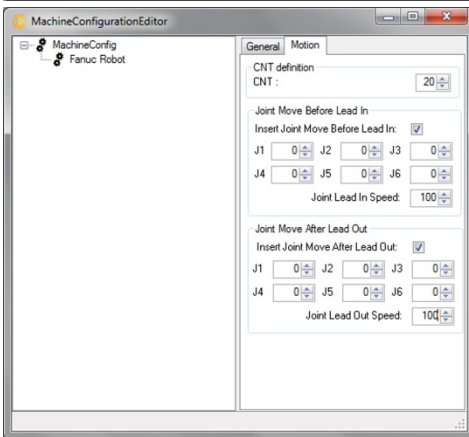 MachineConfigurationEditor
MachineConfig
Fanuc Robot
General Motion
CNT definition
CNT : 20
Joint Move Before Lead In
Insert Joint Move Before Lead In:
J1 0 J2 0 J3 0
J4 0 J5 0 J6 0
Joint Lead In Speed: 100
Joint Move After Lead Out
Insert Joint Move After Lead Out:
J1 0 J2 0 J3 0
J4 0 J5 0 J6 0
Joint Lead Out Speed: 100